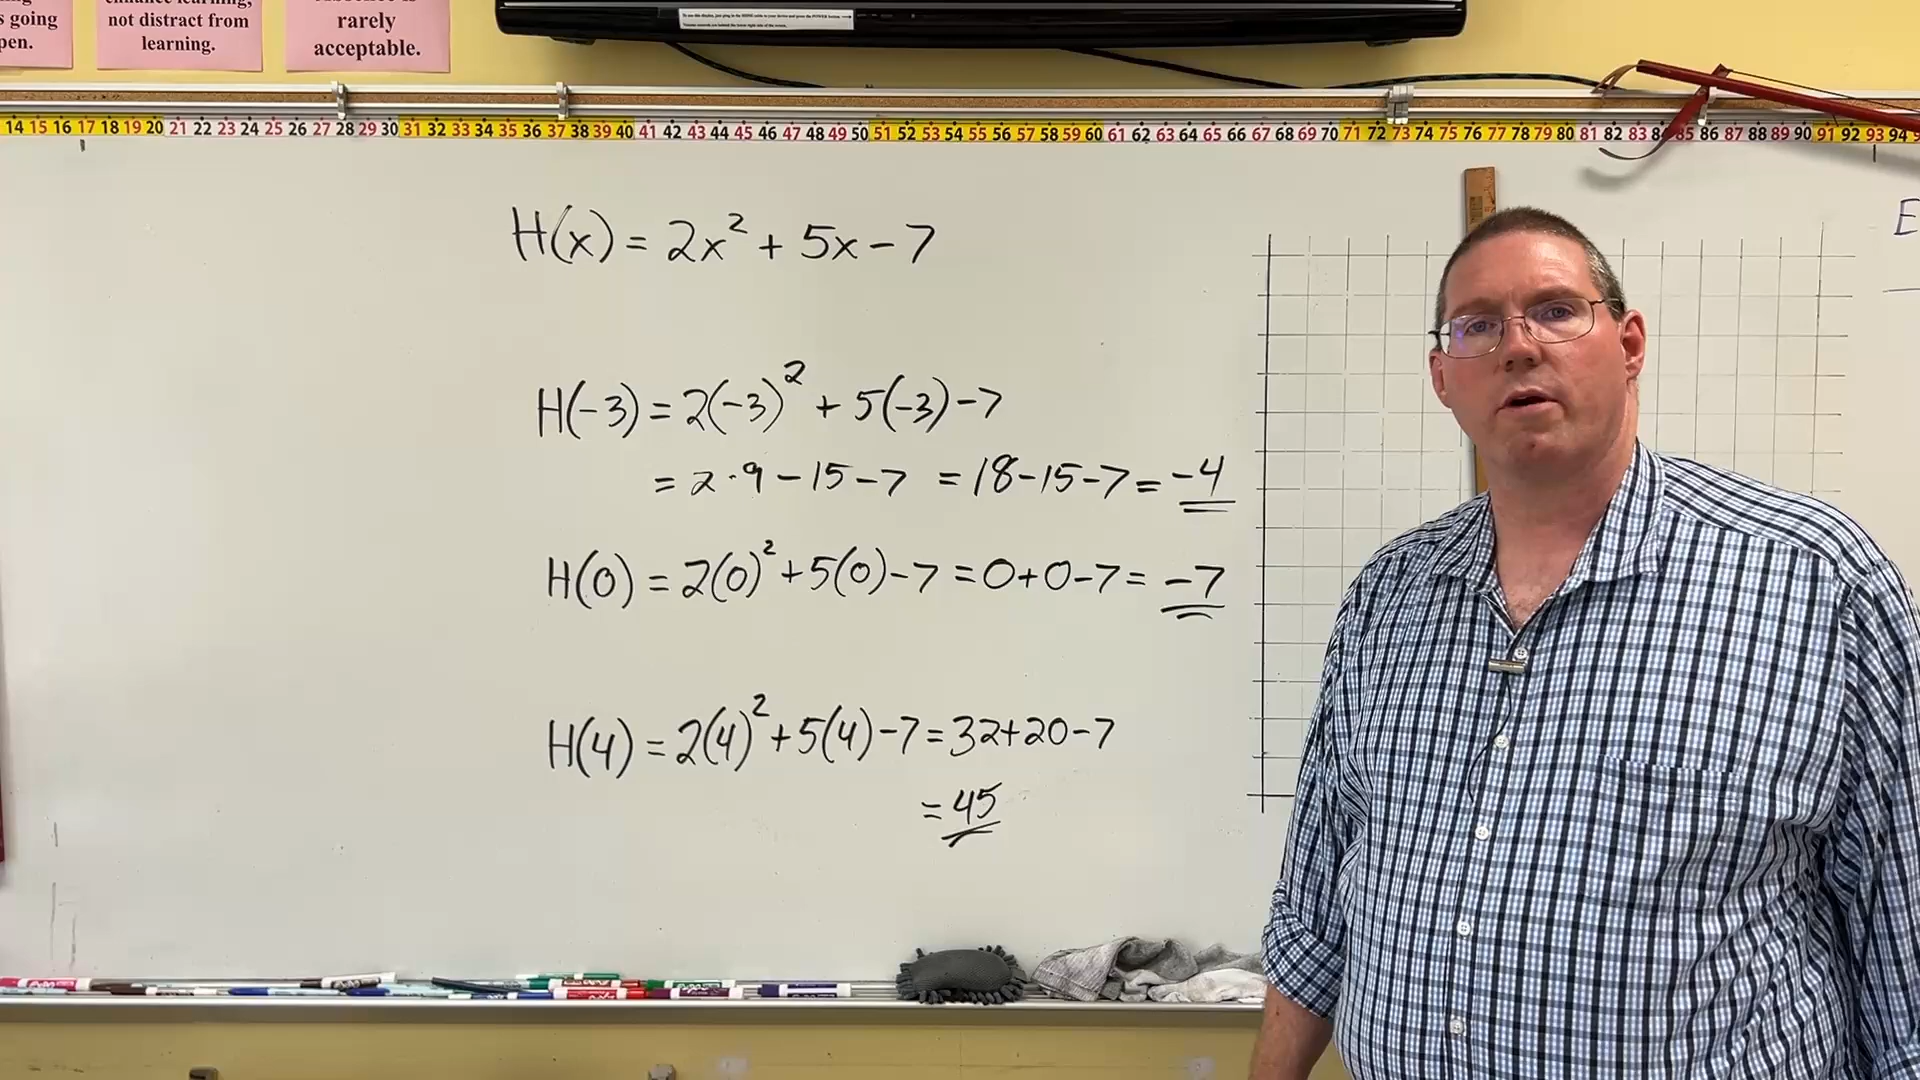 s going
pen.
enhance learning,
not distract from
learning.
rarely
acceptable.
14 15 16 17 18 19 20 21 22 23 24 25 26 27 28 29 30 31 32 33 34 35 36 37 38 39 40 41 42 43 44 45 46 47 48 49 50 51 52 53 54 55 56 57 58 59 60 61 62 63 64 65 66 67 68 69 70 71 72 73 74 75 76 77 78 79 80 81 82 83 84 85 86 87 88 89 90 91 92 93 94
H(x) = 2x² + 5x - 7
E
H(-3) = 2(-3)² + 5(-3) - 7
= 2 · 9 - 15 - 7 = 18 - 15 - 7 = -4
H(0) = 2(0)² + 5(0) - 7 = 0 + 0 - 7 = -7
H(4) = 2(4)² + 5(4) - 7 = 32 + 20 - 7
= 45